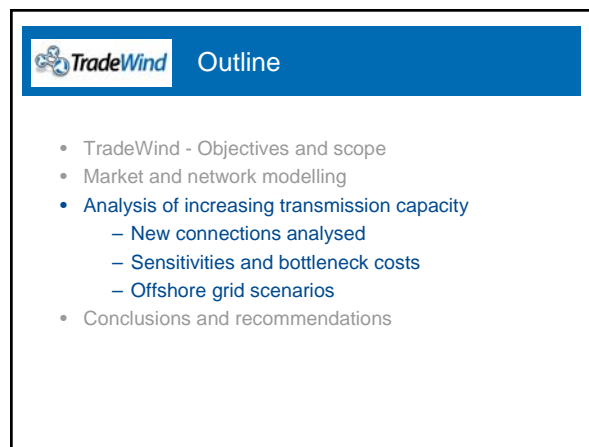 TradeWind Outline
• TradeWind - Objectives and scope
• Market and network modelling
• Analysis of increasing transmission capacity
– New connections analysed
– Sensitivities and bottleneck costs
– Offshore grid scenarios
• Conclusions and recommendations